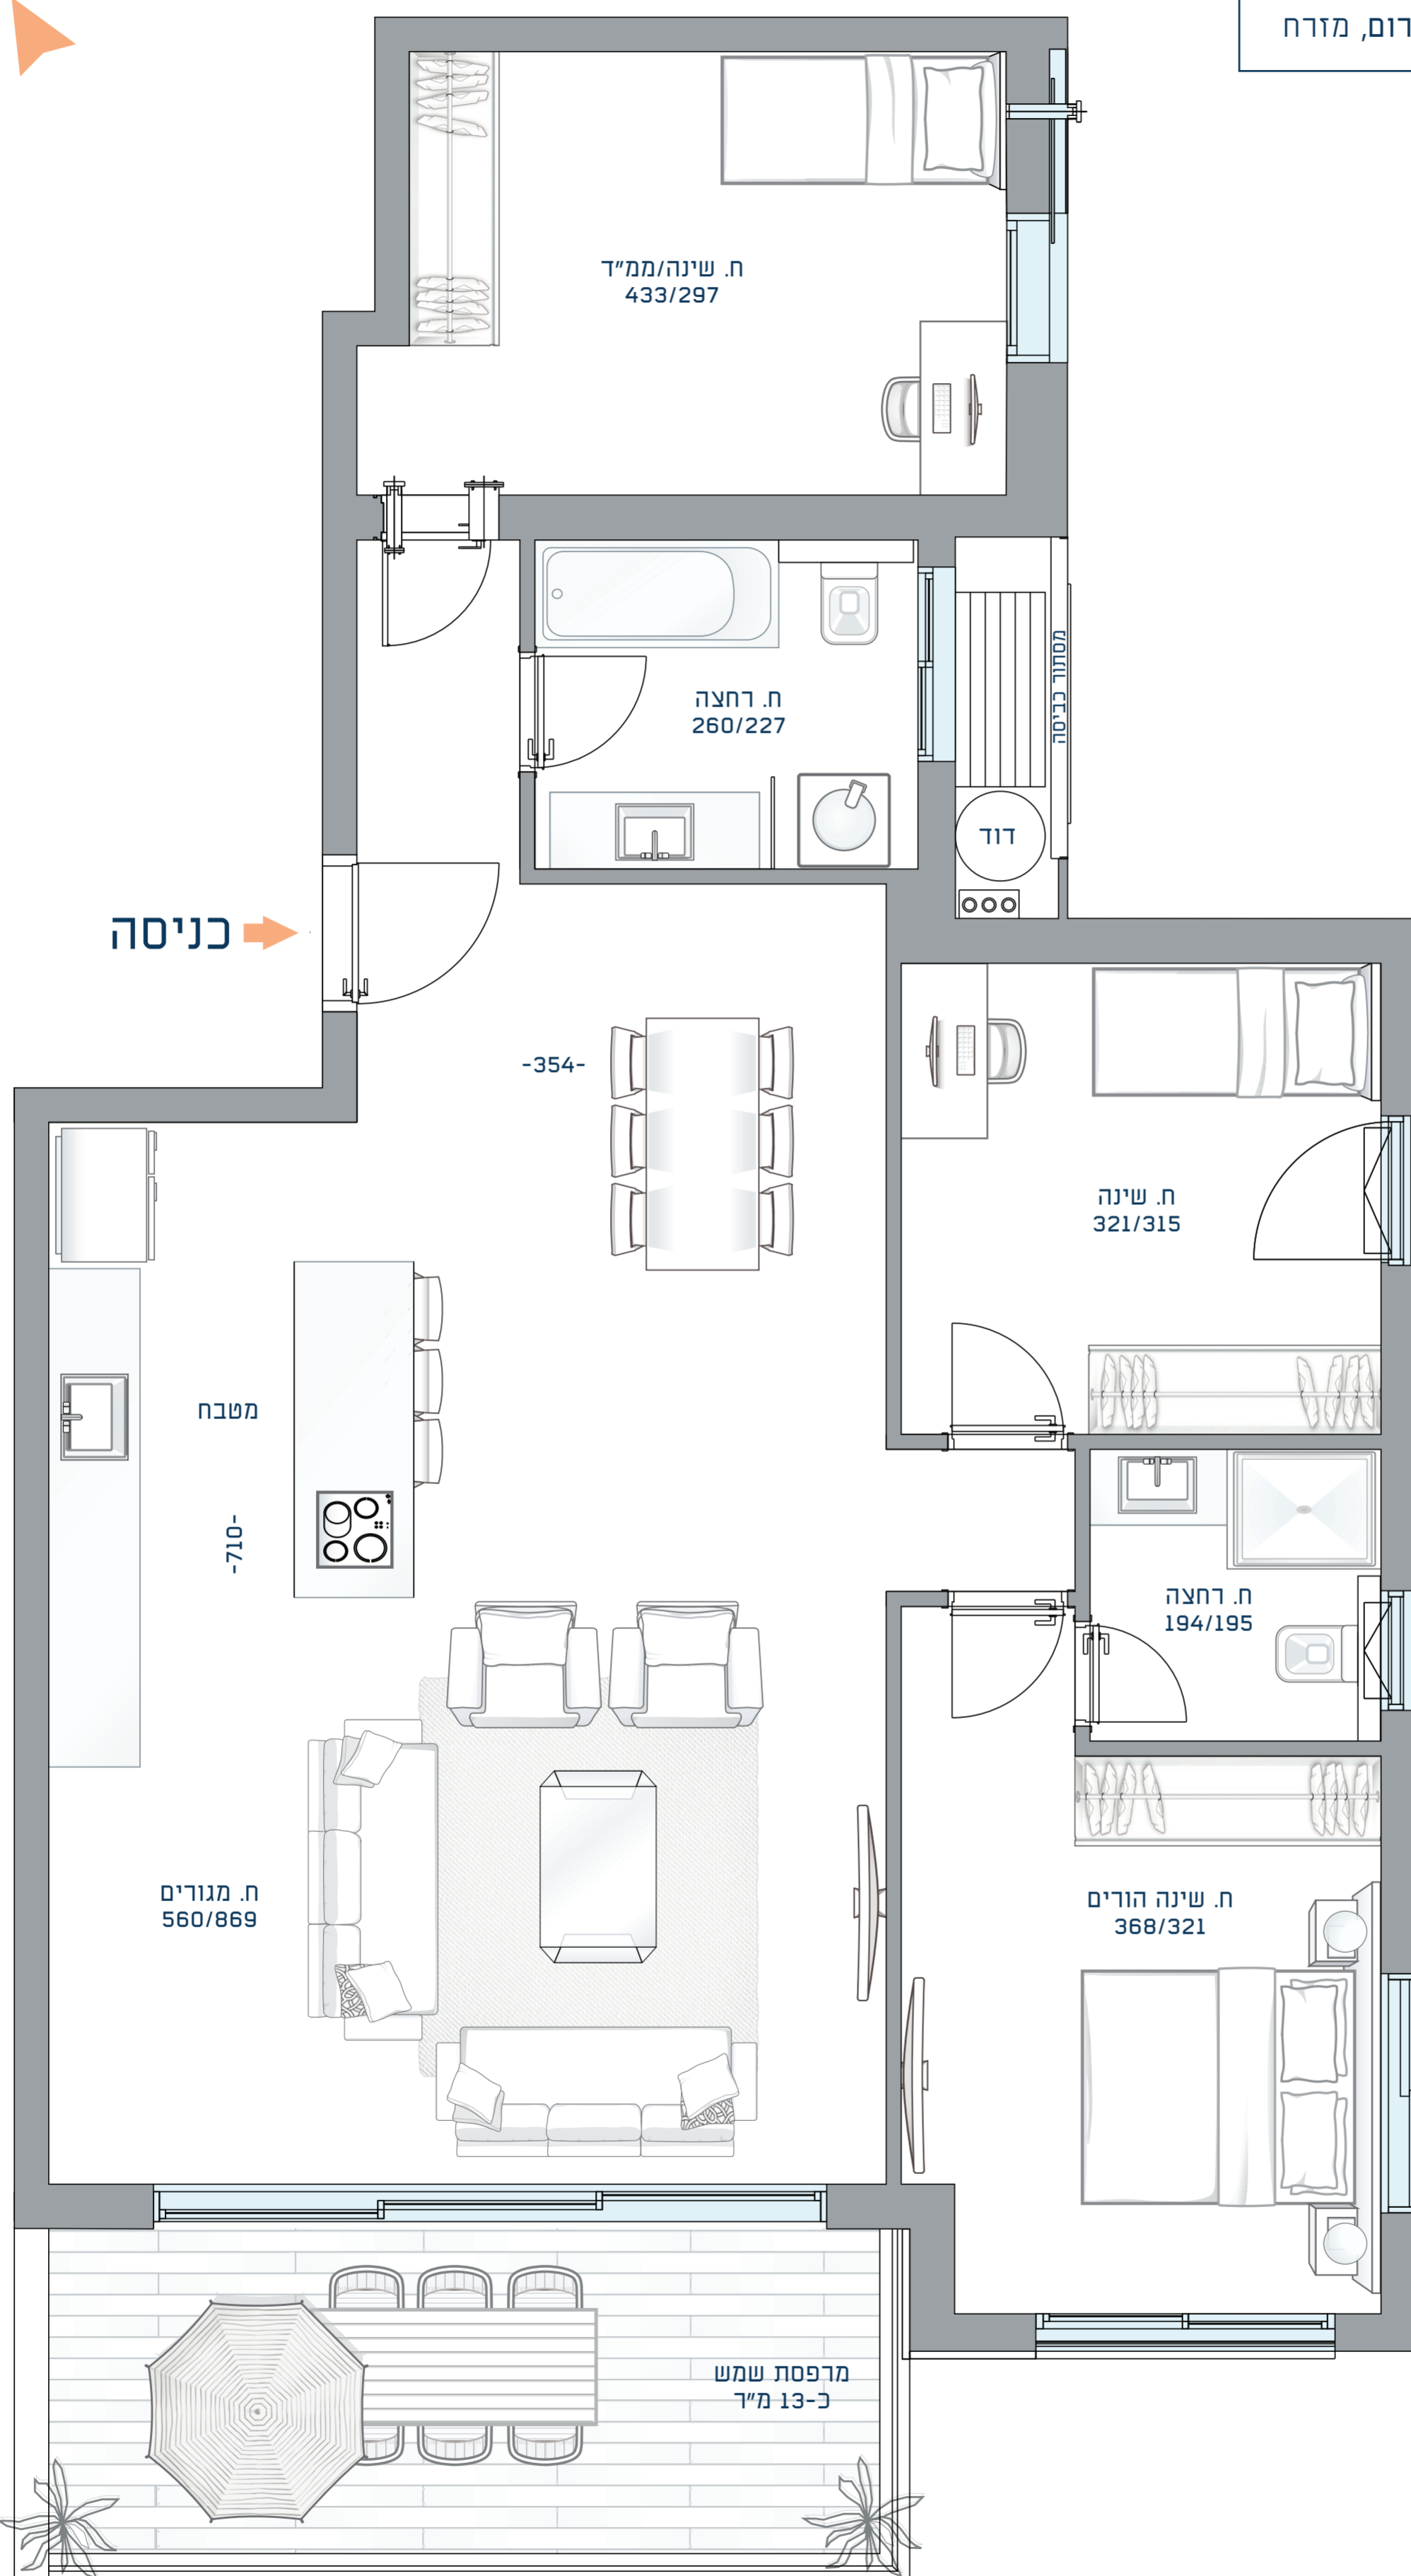 רום, מזרח
ח. שינה/ממ"ד
433/297
ח. רחצה
260/227
מסתור כביסה
דוד
כניסה
-354-
ח. שינה
321/315
מטבח
-710-
ח. רחצה
194/195
ח. מגורים
560/869
ח. שינה הורים
368/321
מרפסת שמש
כ-13 מ"ר